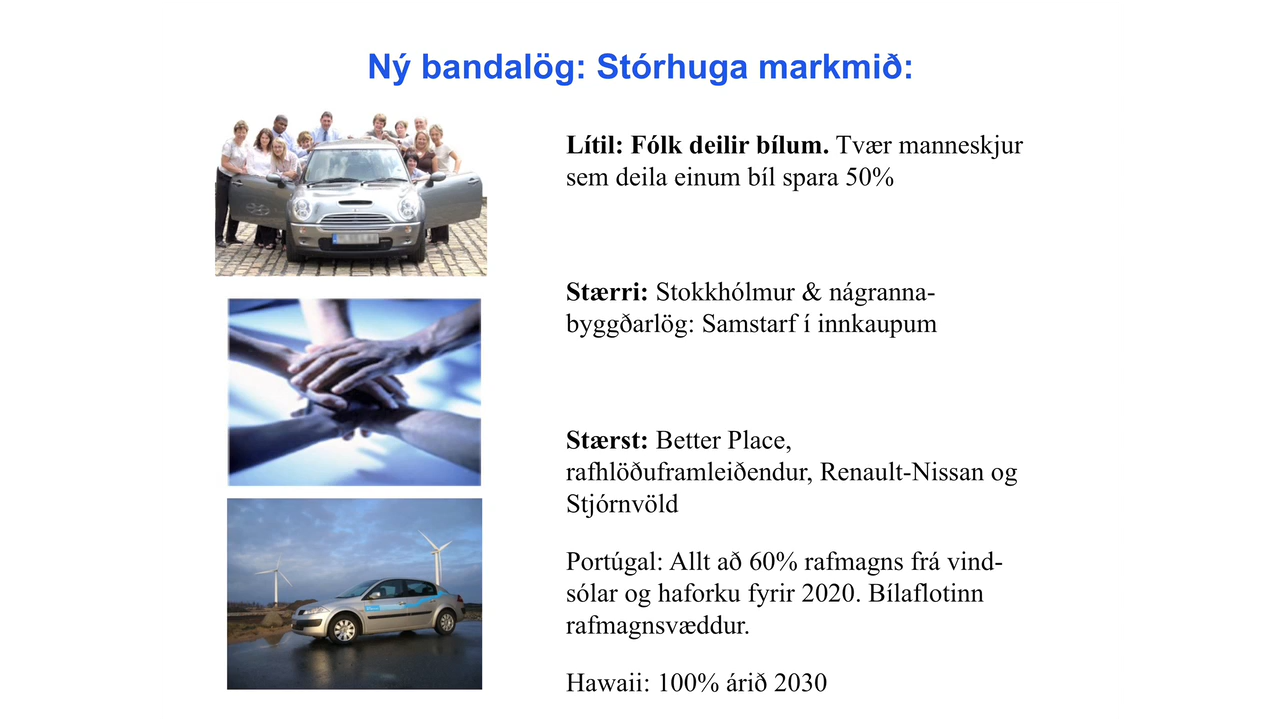 Ný bandalög: Stórhuga markmið:
Lítil: Fólk deilir bílum. Tvær manneskjur
sem deila einum bíl spara 50%
Stærri: Stokkhólmur & nágranna-
byggðarlög: Samstarf í innkaupum
Stærst: Better Place,
rafhlöðuframleiðendur, Renault-Nissan og
Stjórnvöld
Portúgal: Allt að 60% rafmagns frá vind-
sólar og haforku fyrir 2020. Bílaflotinn
rafmagnsvæddur.
Hawaii: 100% árið 2030